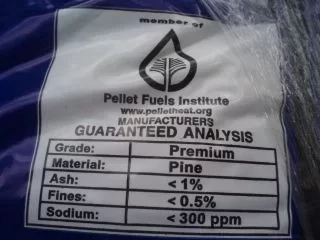 member of
Pellet Fuels Institute
www.pelletheat.org
MANUFACTURERS
GUARANTEED ANALYSIS
Grade: Premium
Material: Pine
Ash: < 1%
Fines: < 0.5%
Sodium: < 300 ppm